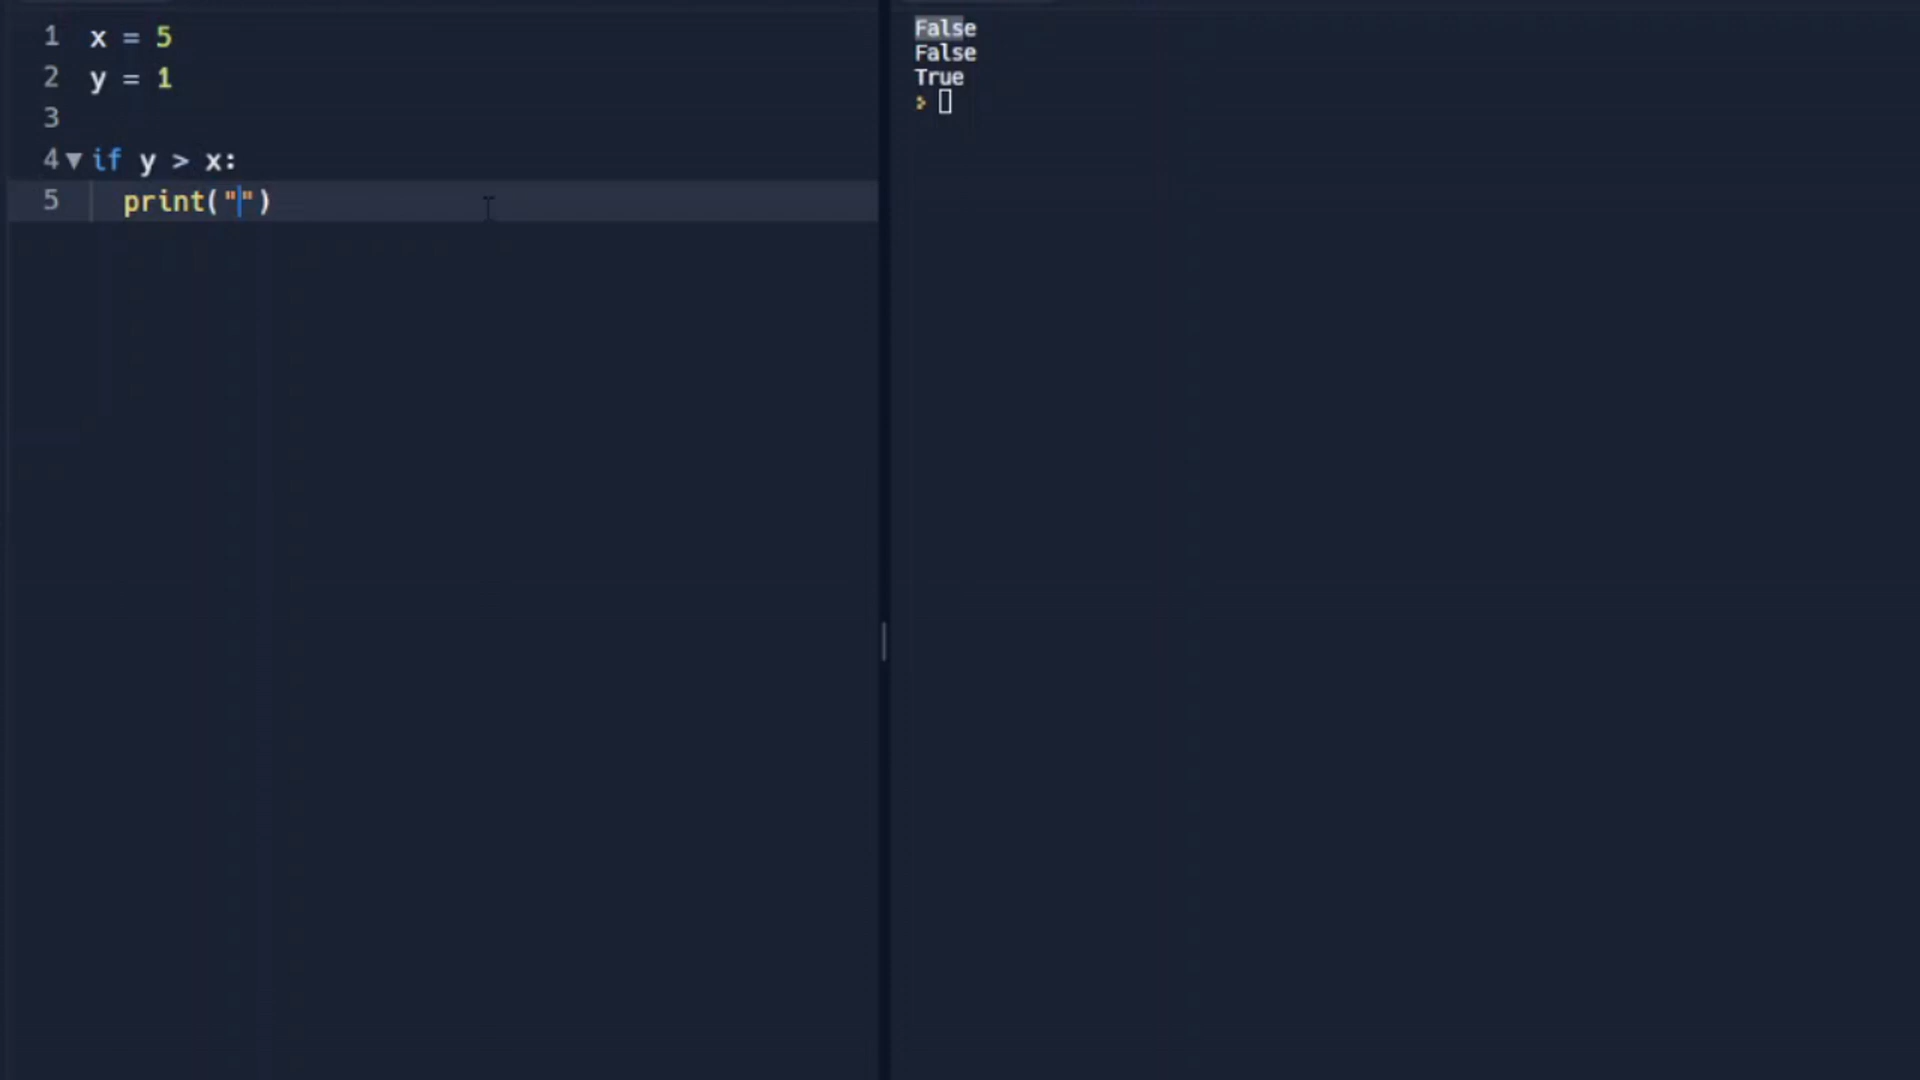 1 x = 5
2 y = 1
3
4 if y > x:
5 print("")
False
False
True
>